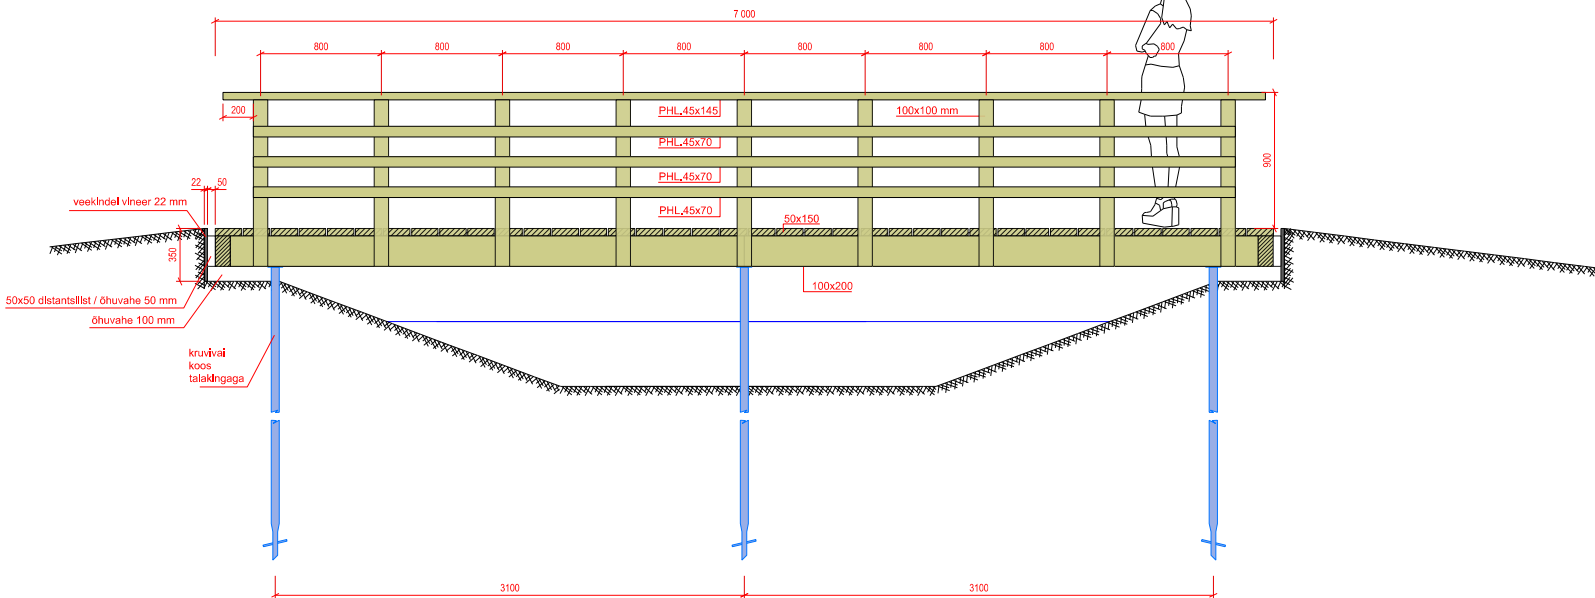 7 000
800 800 800 800 800 800 800 800
200
PHL.45x145
100x100 mm
PHL.45x70
900
PHL.45x70
22 50
veekindel vineer 22 mm
PHL.45x70
50x150
350
100x200
50x50 distantsliist / õhuvahe 50 mm
õhuvahe 100 mm
kruvivai
koos
talakingaga
3100 3100